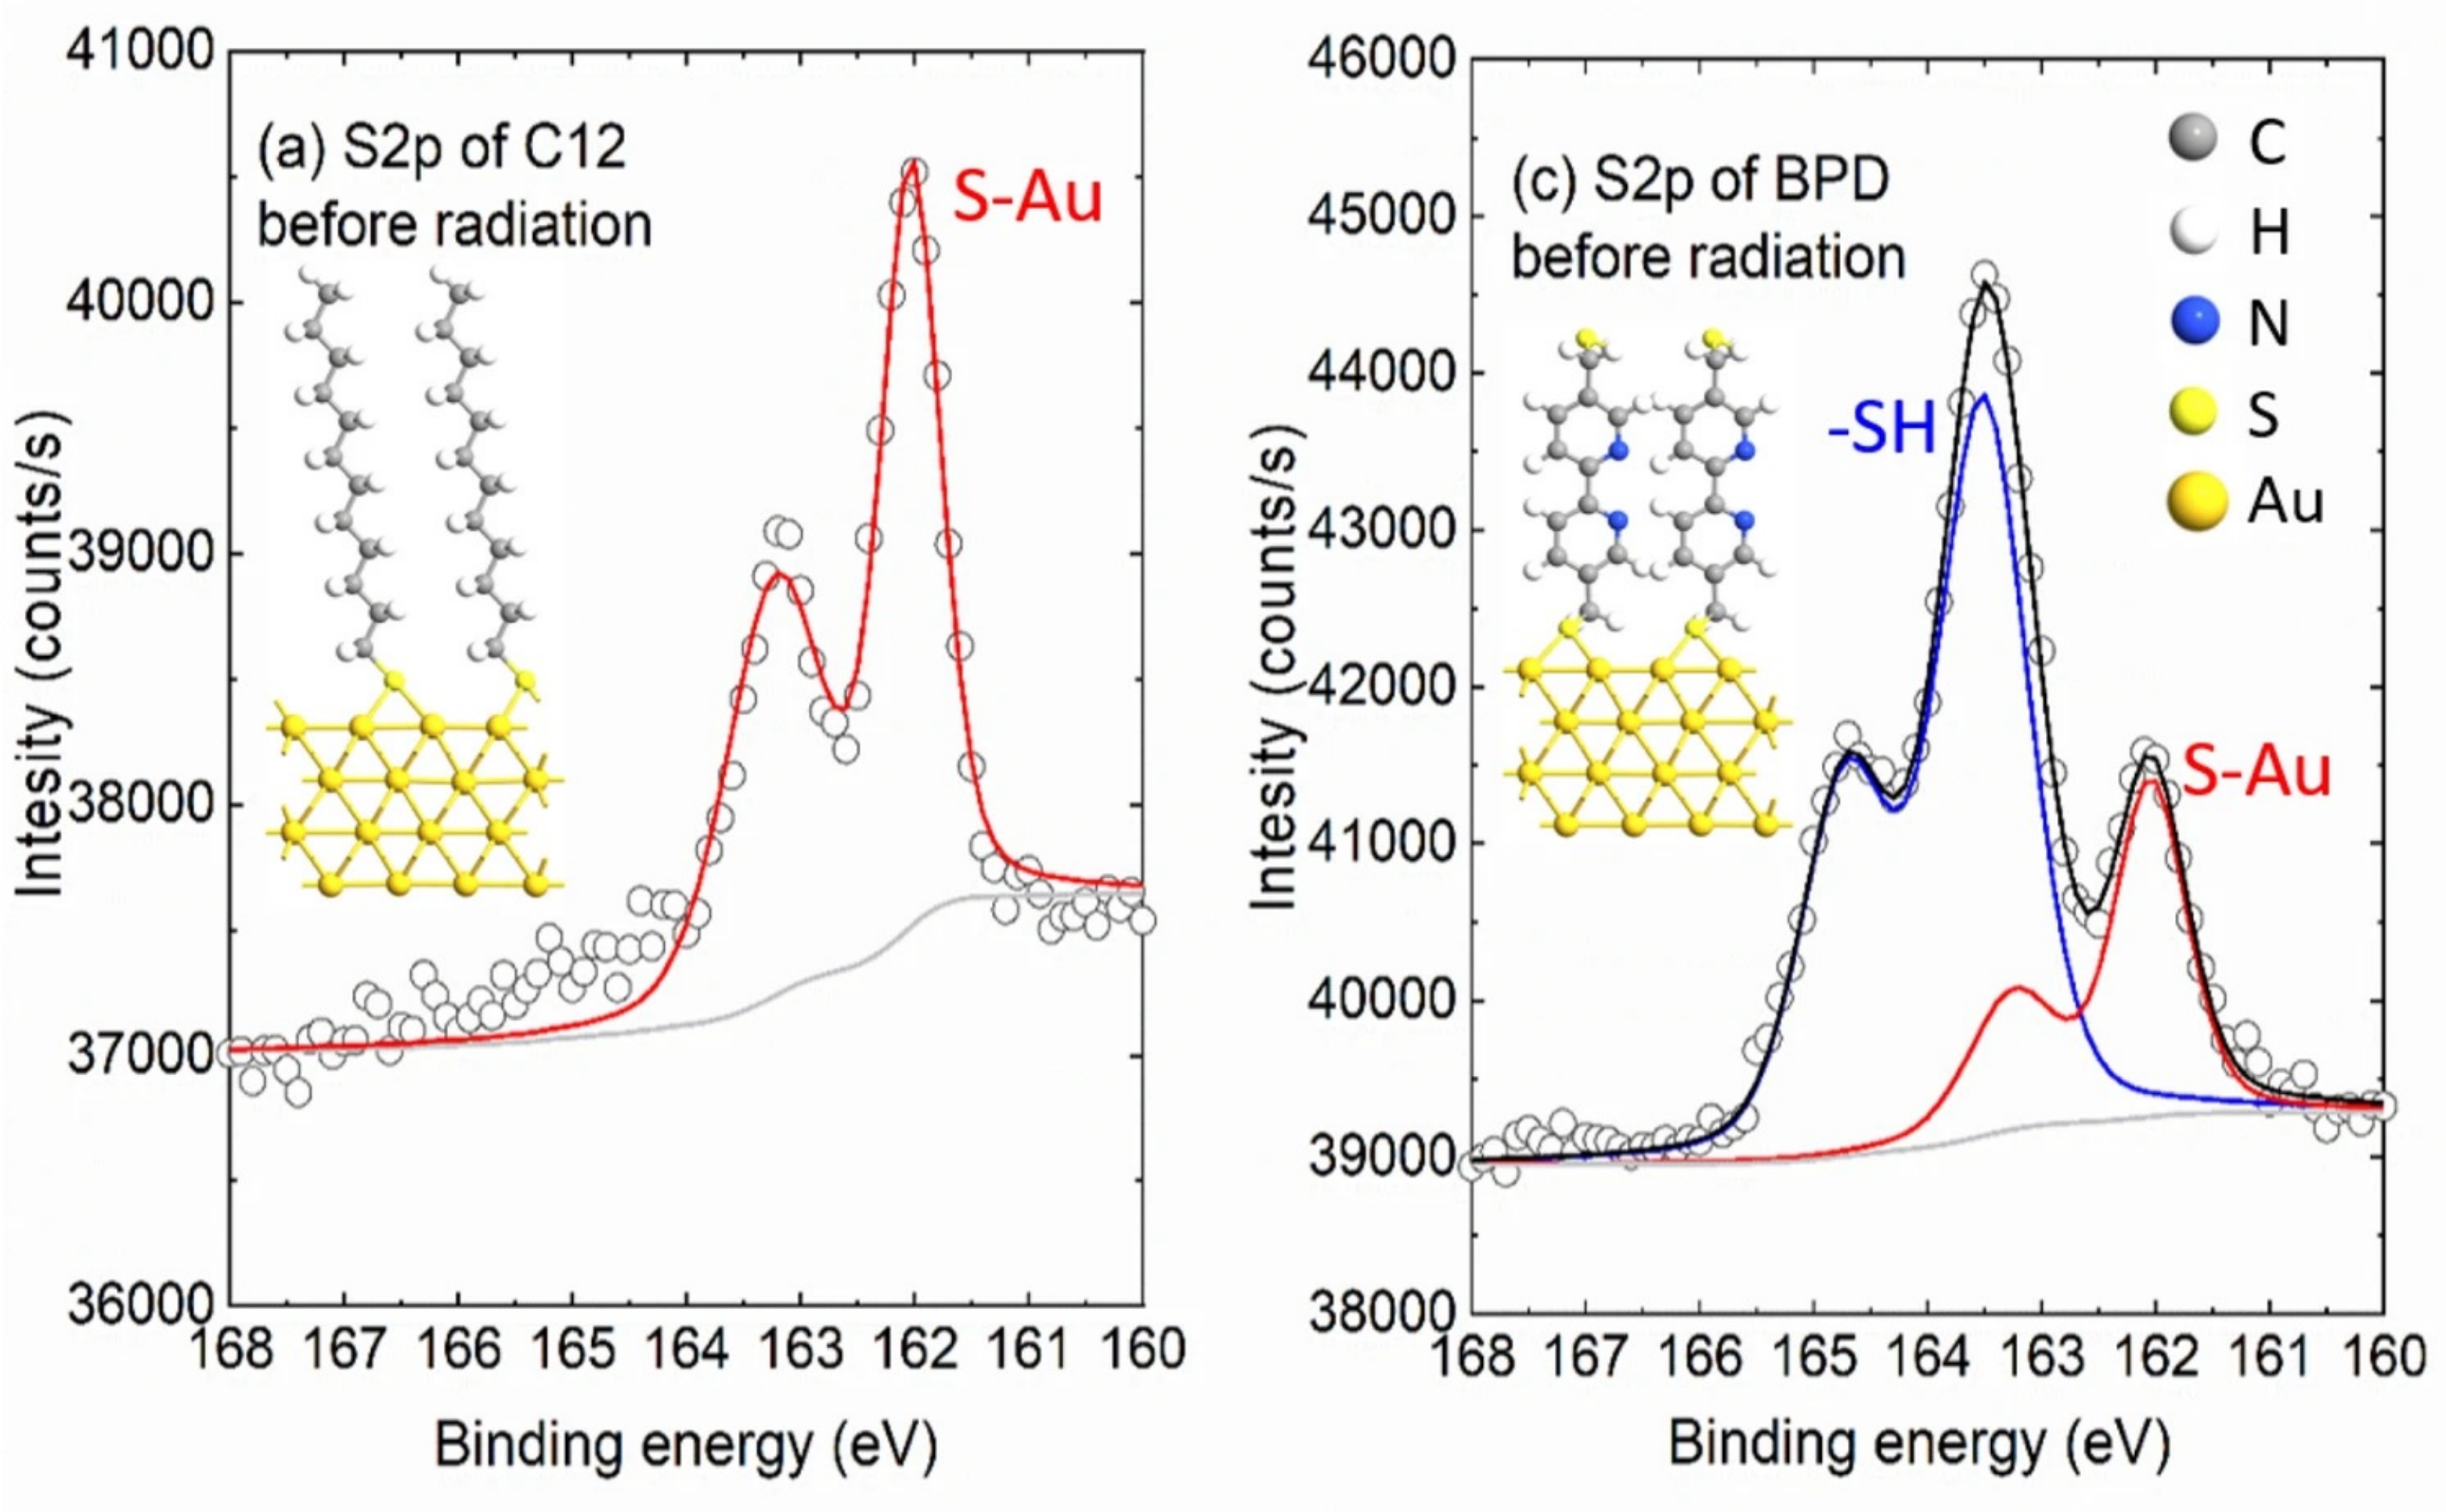 41000
40000
39000
38000
37000
36000
Intesity (counts/s)
(a) S2p of C12
before radiation
S-Au
168 167 166 165 164 163 162 161 160
Binding energy (eV)
46000
45000
44000
43000
42000
41000
40000
39000
38000
Intesity (counts/s)
(c) S2p of BPD
before radiation
-SH
S-Au
C
H
N
S
Au
168 167 166 165 164 163 162 161 160
Binding energy (eV)